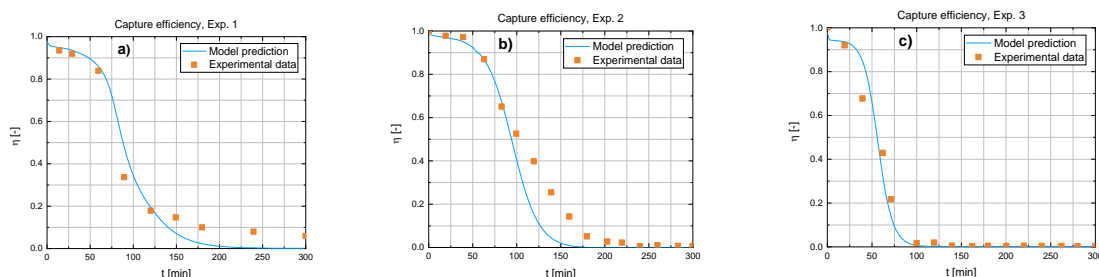 Capture efficiency, Exp. 1
a)
Model prediction
Experimental data
1.0
0.8
0.6
0.4
0.2
0.0
η [-]
0 50 100 150 200 250 300
t [min]
Capture efficiency, Exp. 2
b)
Model prediction
Experimental data
1.0
0.8
0.6
0.4
0.2
0.0
η [-]
0 50 100 150 200 250 300
t [min]
Capture efficiency, Exp. 3
c)
Model prediction
Experimental data
1.0
0.8
0.6
0.4
0.2
0.0
η [-]
0 50 100 150 200 250 300
t [min]